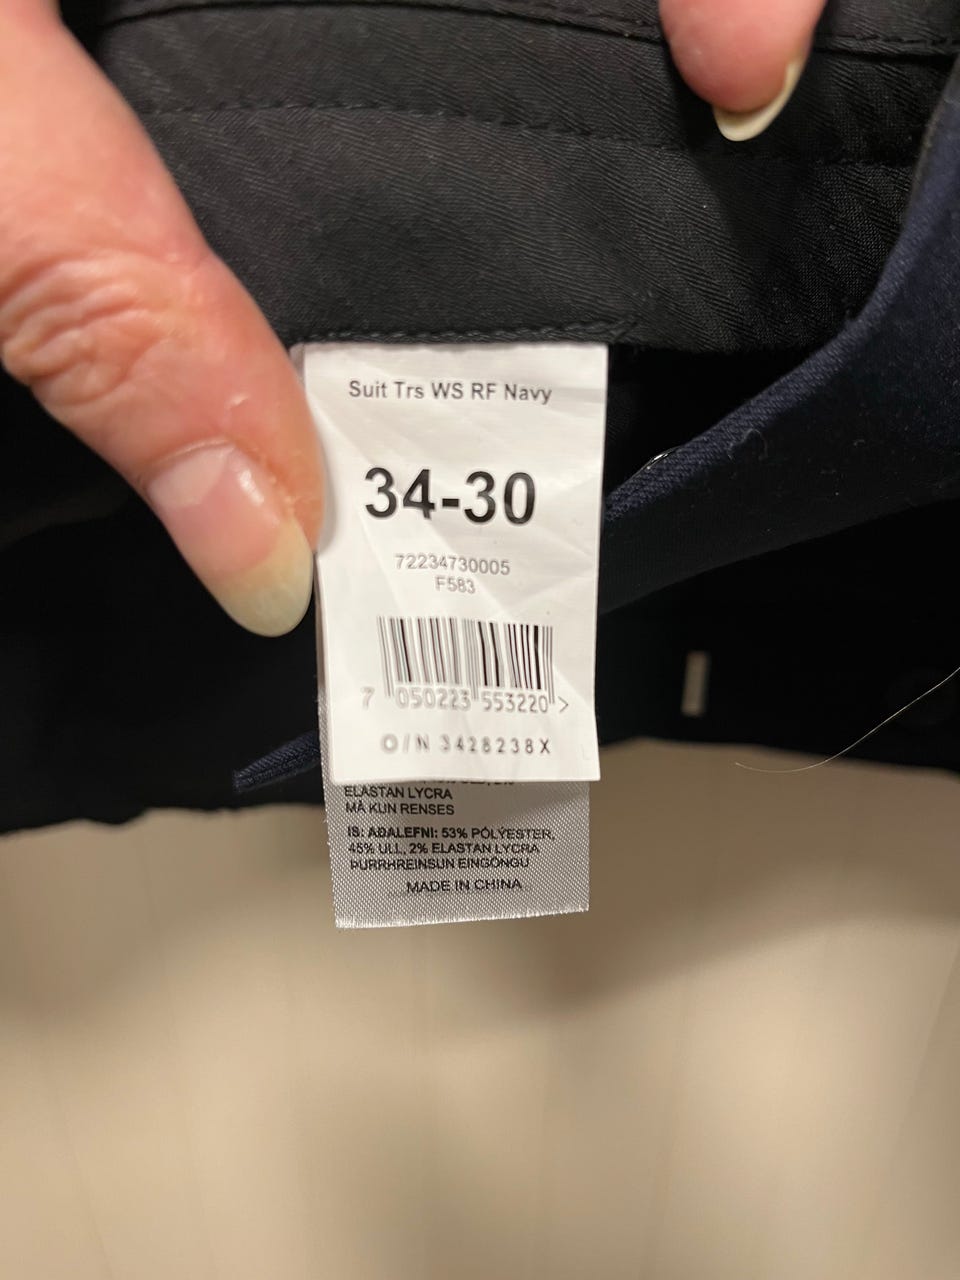 Suit Trs WS RF Navy
34-30
72234730005
F583
7 050223 553220 >
O/N 3428238X
ELASTAN LYCRA
MÅ KUN RENSES
IS: AÐALEFNI: 53% PÓLÝESTER,
45% ULL, 2% ELASTAN LYCRA
ÞURRHREINSUN EINGÖNGU
MADE IN CHINA